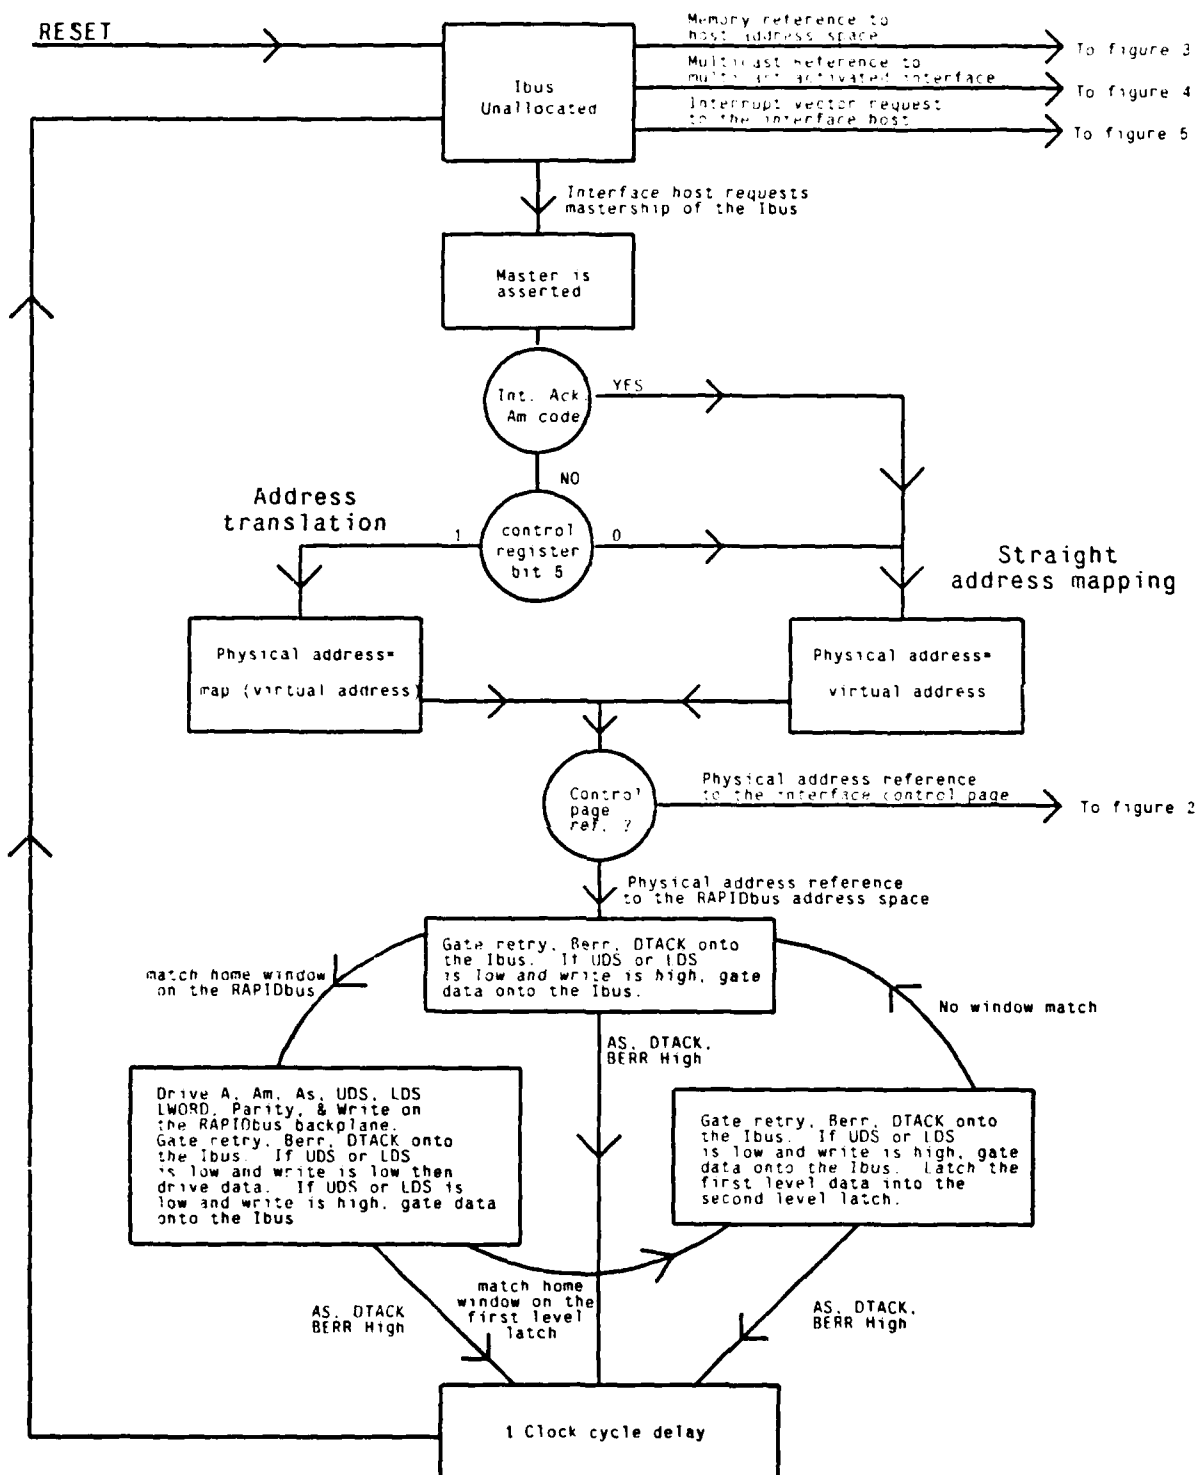 RESET
Memory reference to
host address space
To figure 3
Multicast Reference to
multicast activated interface
To figure 4
Interrupt vector request
to the interface host
To figure 5
Ibus
Unallocated
Interface host requests
mastership of the Ibus
Master is
asserted
Int. Ack.
Am code
YES
NO
Address
translation
1
control
register
bit 5
0
Straight
address mapping
Physical address=
map (virtual address)
Physical address=
virtual address
Control
page
ref. ?
Physical address reference
to the interface control page
To figure 2
Physical address reference
to the RAPIDbus address space
Gate retry, Berr, DTACK onto
the Ibus. If UDS or LDS
is low and write is high, gate
data onto the Ibus.
match home window
on the RAPIDbus
No window match
AS, DTACK,
BERR High
Drive A, Am, As, UDS, LDS
LWORD, Parity, & Write on
the RAPIDbus backplane.
Gate retry, Berr, DTACK onto
the Ibus. If UDS or LDS
is low and write is low then
drive data. If UDS or LDS is
low and write is high, gate data
onto the Ibus
Gate retry, Berr, DTACK onto
the Ibus. If UDS or LDS
is low and write is high, gate
data onto the Ibus. Latch the
first level data into the
second level latch.
match home
window on the
first level
latch
AS, DTACK
BERR High
AS, DTACK,
BERR High
1 Clock cycle delay